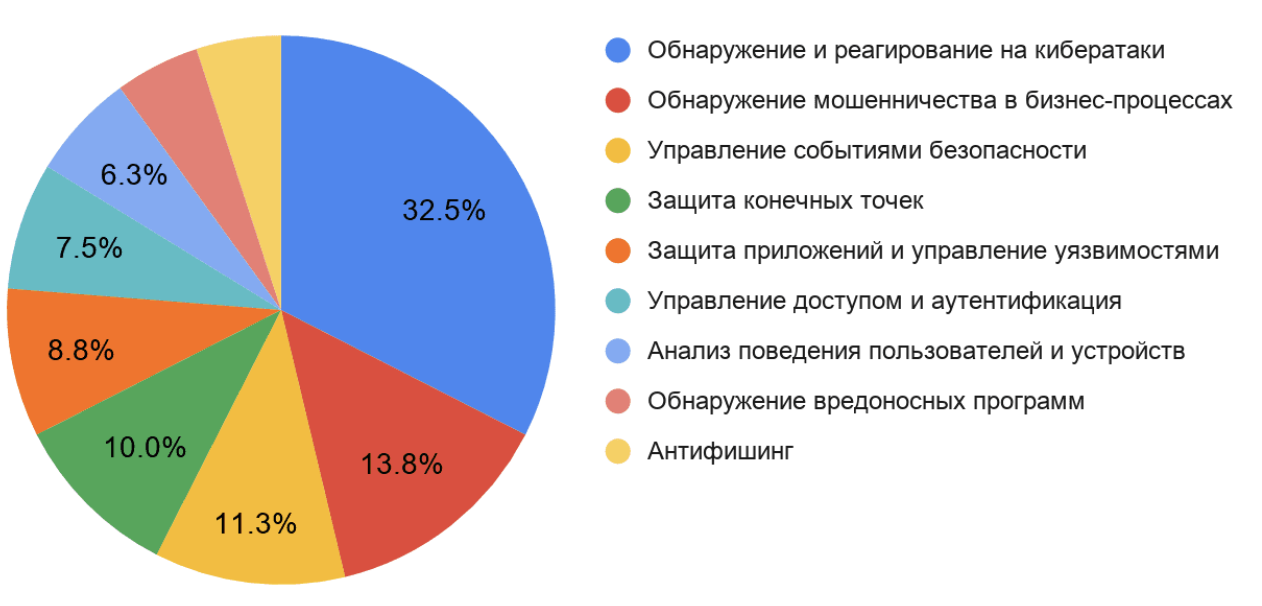 32.5%
13.8%
11.3%
10.0%
8.8%
7.5%
6.3%
Обнаружение и реагирование на кибератаки
Обнаружение мошенничества в бизнес-процессах
Управление событиями безопасности
Защита конечных точек
Защита приложений и управление уязвимостями
Управление доступом и аутентификация
Анализ поведения пользователей и устройств
Обнаружение вредоносных программ
Антифишинг